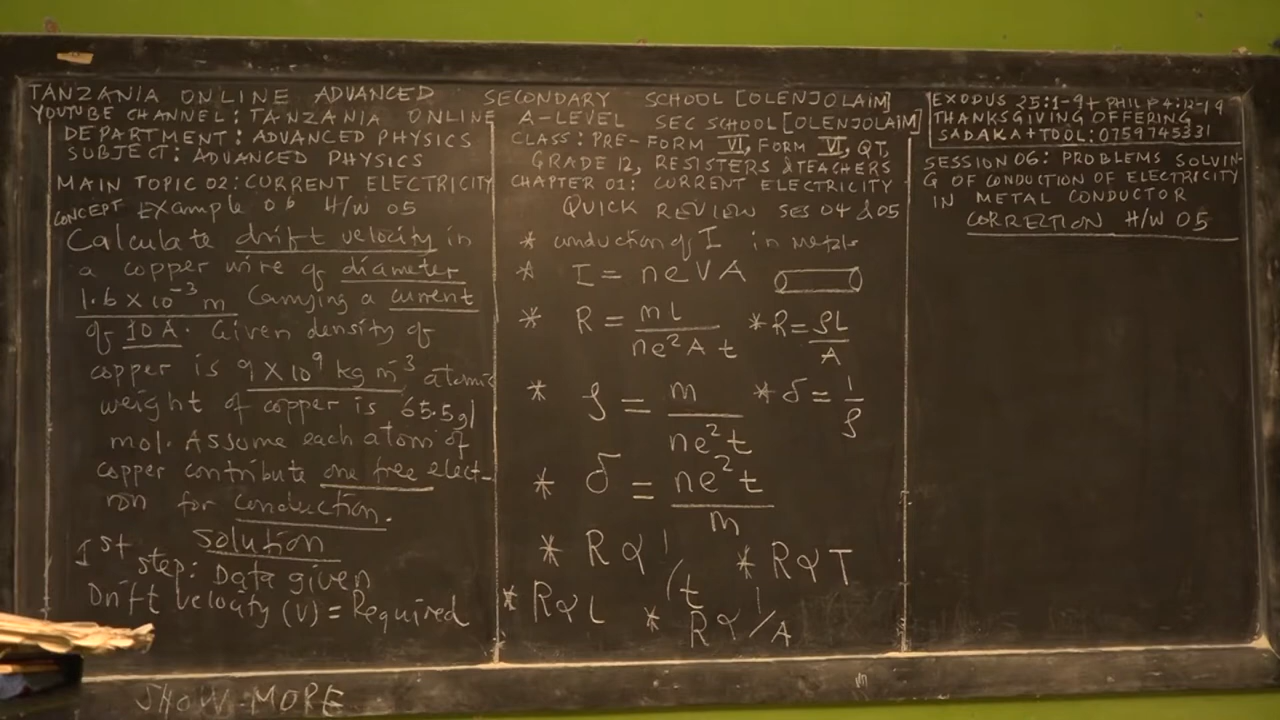 TANZANIA ONLINE ADVANCED SECONDARY SCHOOL [OLENJOLAIM]
YOUTUBE CHANNEL: TANZANIA ONLINE A-LEVEL SEC SCHOOL [OLENJOLAIM]
DEPARTMENT: ADVANCED PHYSICS
SUBJECT: ADVANCED PHYSICS
MAIN TOPIC 02: CURRENT ELECTRICITY
CONCEPT Example 06 H/W 05
Calculate drift velocity in
a copper wire of diameter
1.6 x 10⁻³ m Carrying a current
of 10 A. Given density of
copper is 9 X 10⁹ kg m⁻³ atomic
weight of copper is 65.5g/
mol. Assume each atom of
copper contribute one free elect-
ron for conduction.
Solution
1st step: Data given
Drift velocity (V) = Required
SHOW MORE
CLASS: PRE-FORM VI, FORM VI, QT,
GRADE 12, RESISTERS & TEACHERS
CHAPTER 01: CURRENT ELECTRICITY
QUICK REVIEW SES 04 & 05
* conduction of I in metals
* I = neVA
* R = mL/ne²At * R = ρL/A
* ρ = m/ne²t * δ = 1/ρ
* δ = ne²t/m
* R α 1/t * R α T
* R α L * R α 1/A
EXODUS 25:1-9 + PHILP 4:12-19
THANKSGIVING OFFERING
SADAKA + TOOL: 0759745331
SESSION 06: PROBLEMS SOLVIN-
G OF CONDUCTION OF ELECTRICITY
IN METAL CONDUCTOR
CORRECTION H/W 05